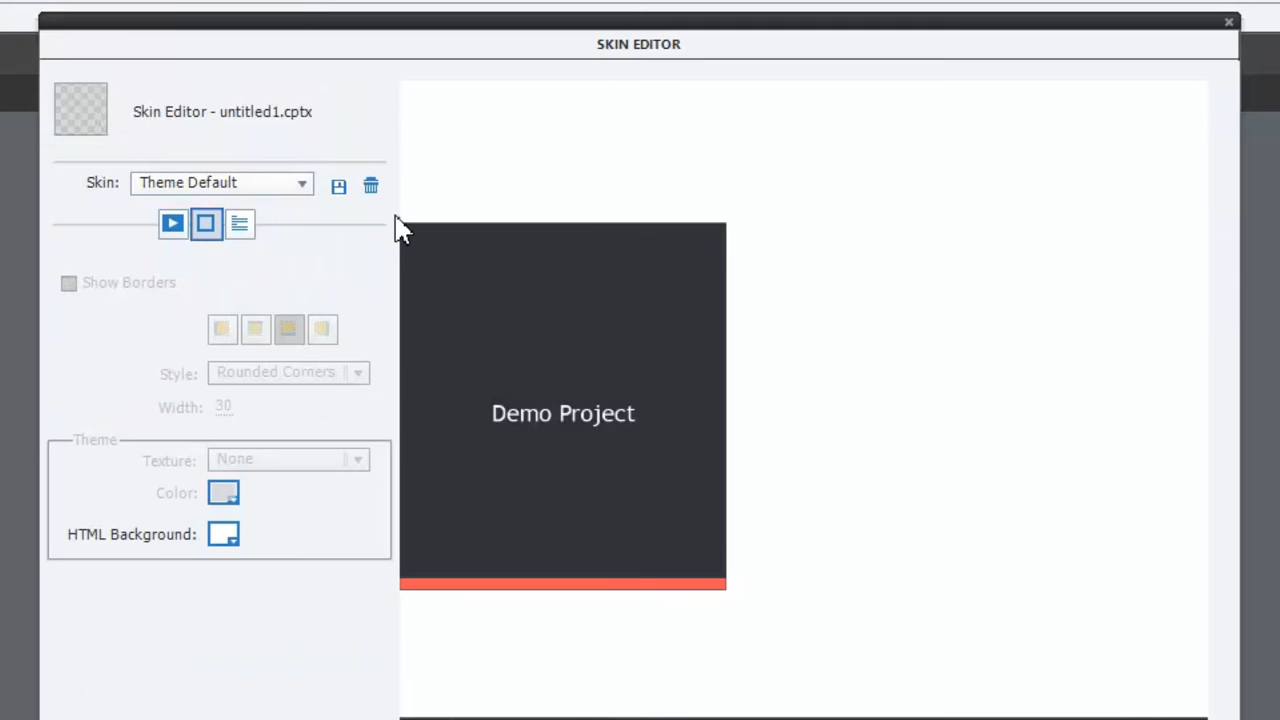 SKIN EDITOR
Skin Editor - untitled1.cptx
Skin: Theme Default
Show Borders
Style: Rounded Corners
Width: 30
Theme
Texture: None
Color:
HTML Background:
Demo Project